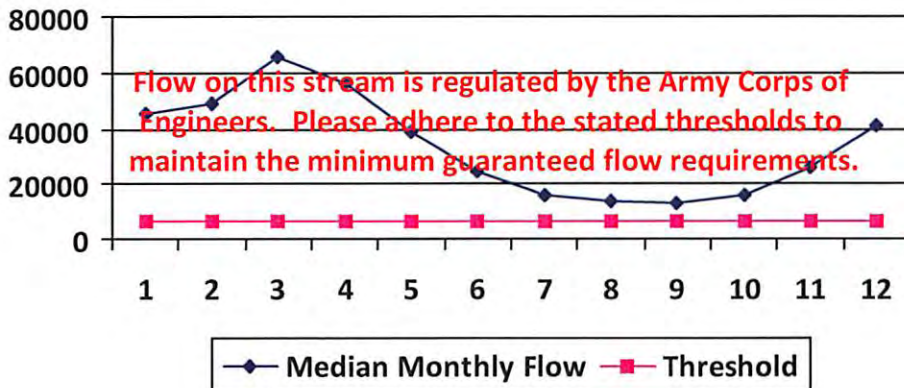 80000
60000
40000
20000
0
Flow on this stream is regulated by the Army Corps of
Engineers. Please adhere to the stated thresholds to
maintain the minimum guaranteed flow requirements.
1 2 3 4 5 6 7 8 9 10 11 12
Median Monthly Flow Threshold